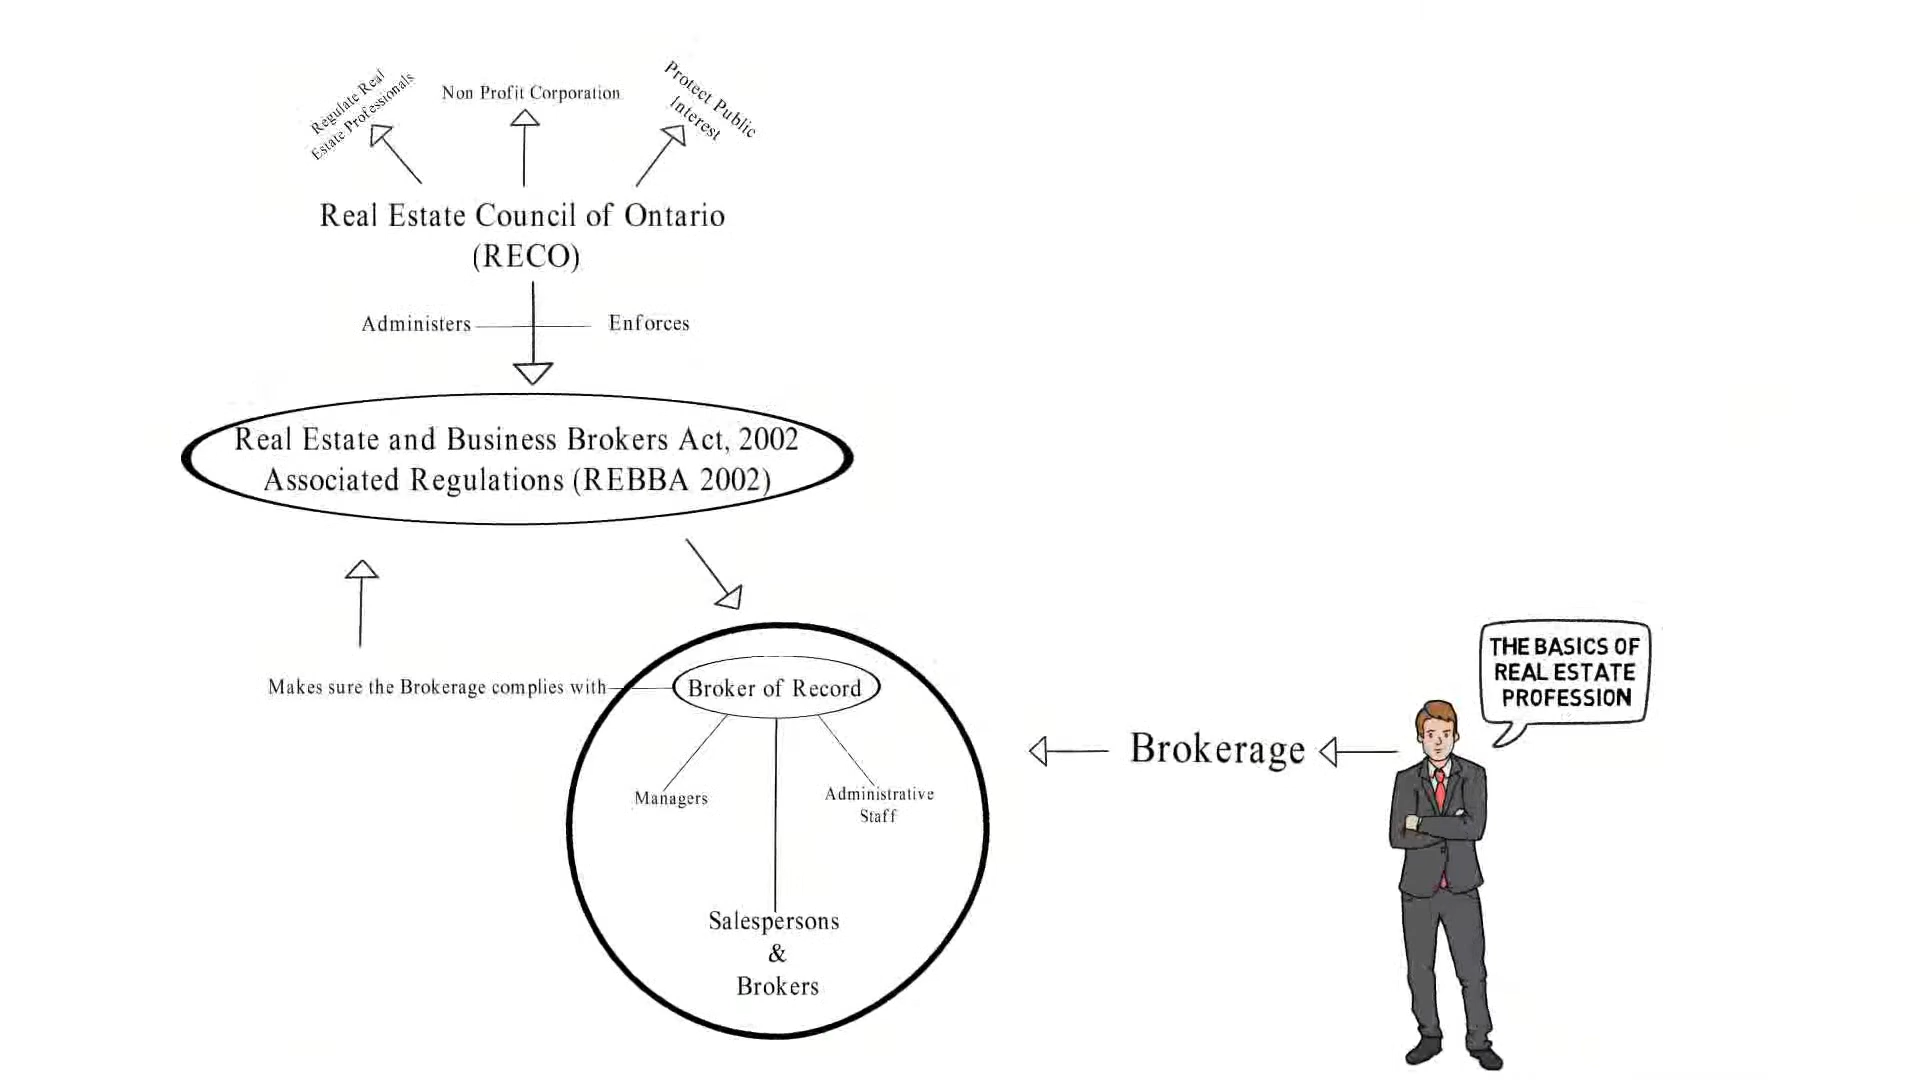 Regulate Real
Estate Professionals
Non Profit Corporation
Protect Public
Interest
Real Estate Council of Ontario
(RECO)
Administers
Enforces
Real Estate and Business Brokers Act, 2002
Associated Regulations (REBBA 2002)
Makes sure the Brokerage complies with
Broker of Record
Managers
Administrative
Staff
Salespersons
&
Brokers
Brokerage
THE BASICS OF
REAL ESTATE
PROFESSION